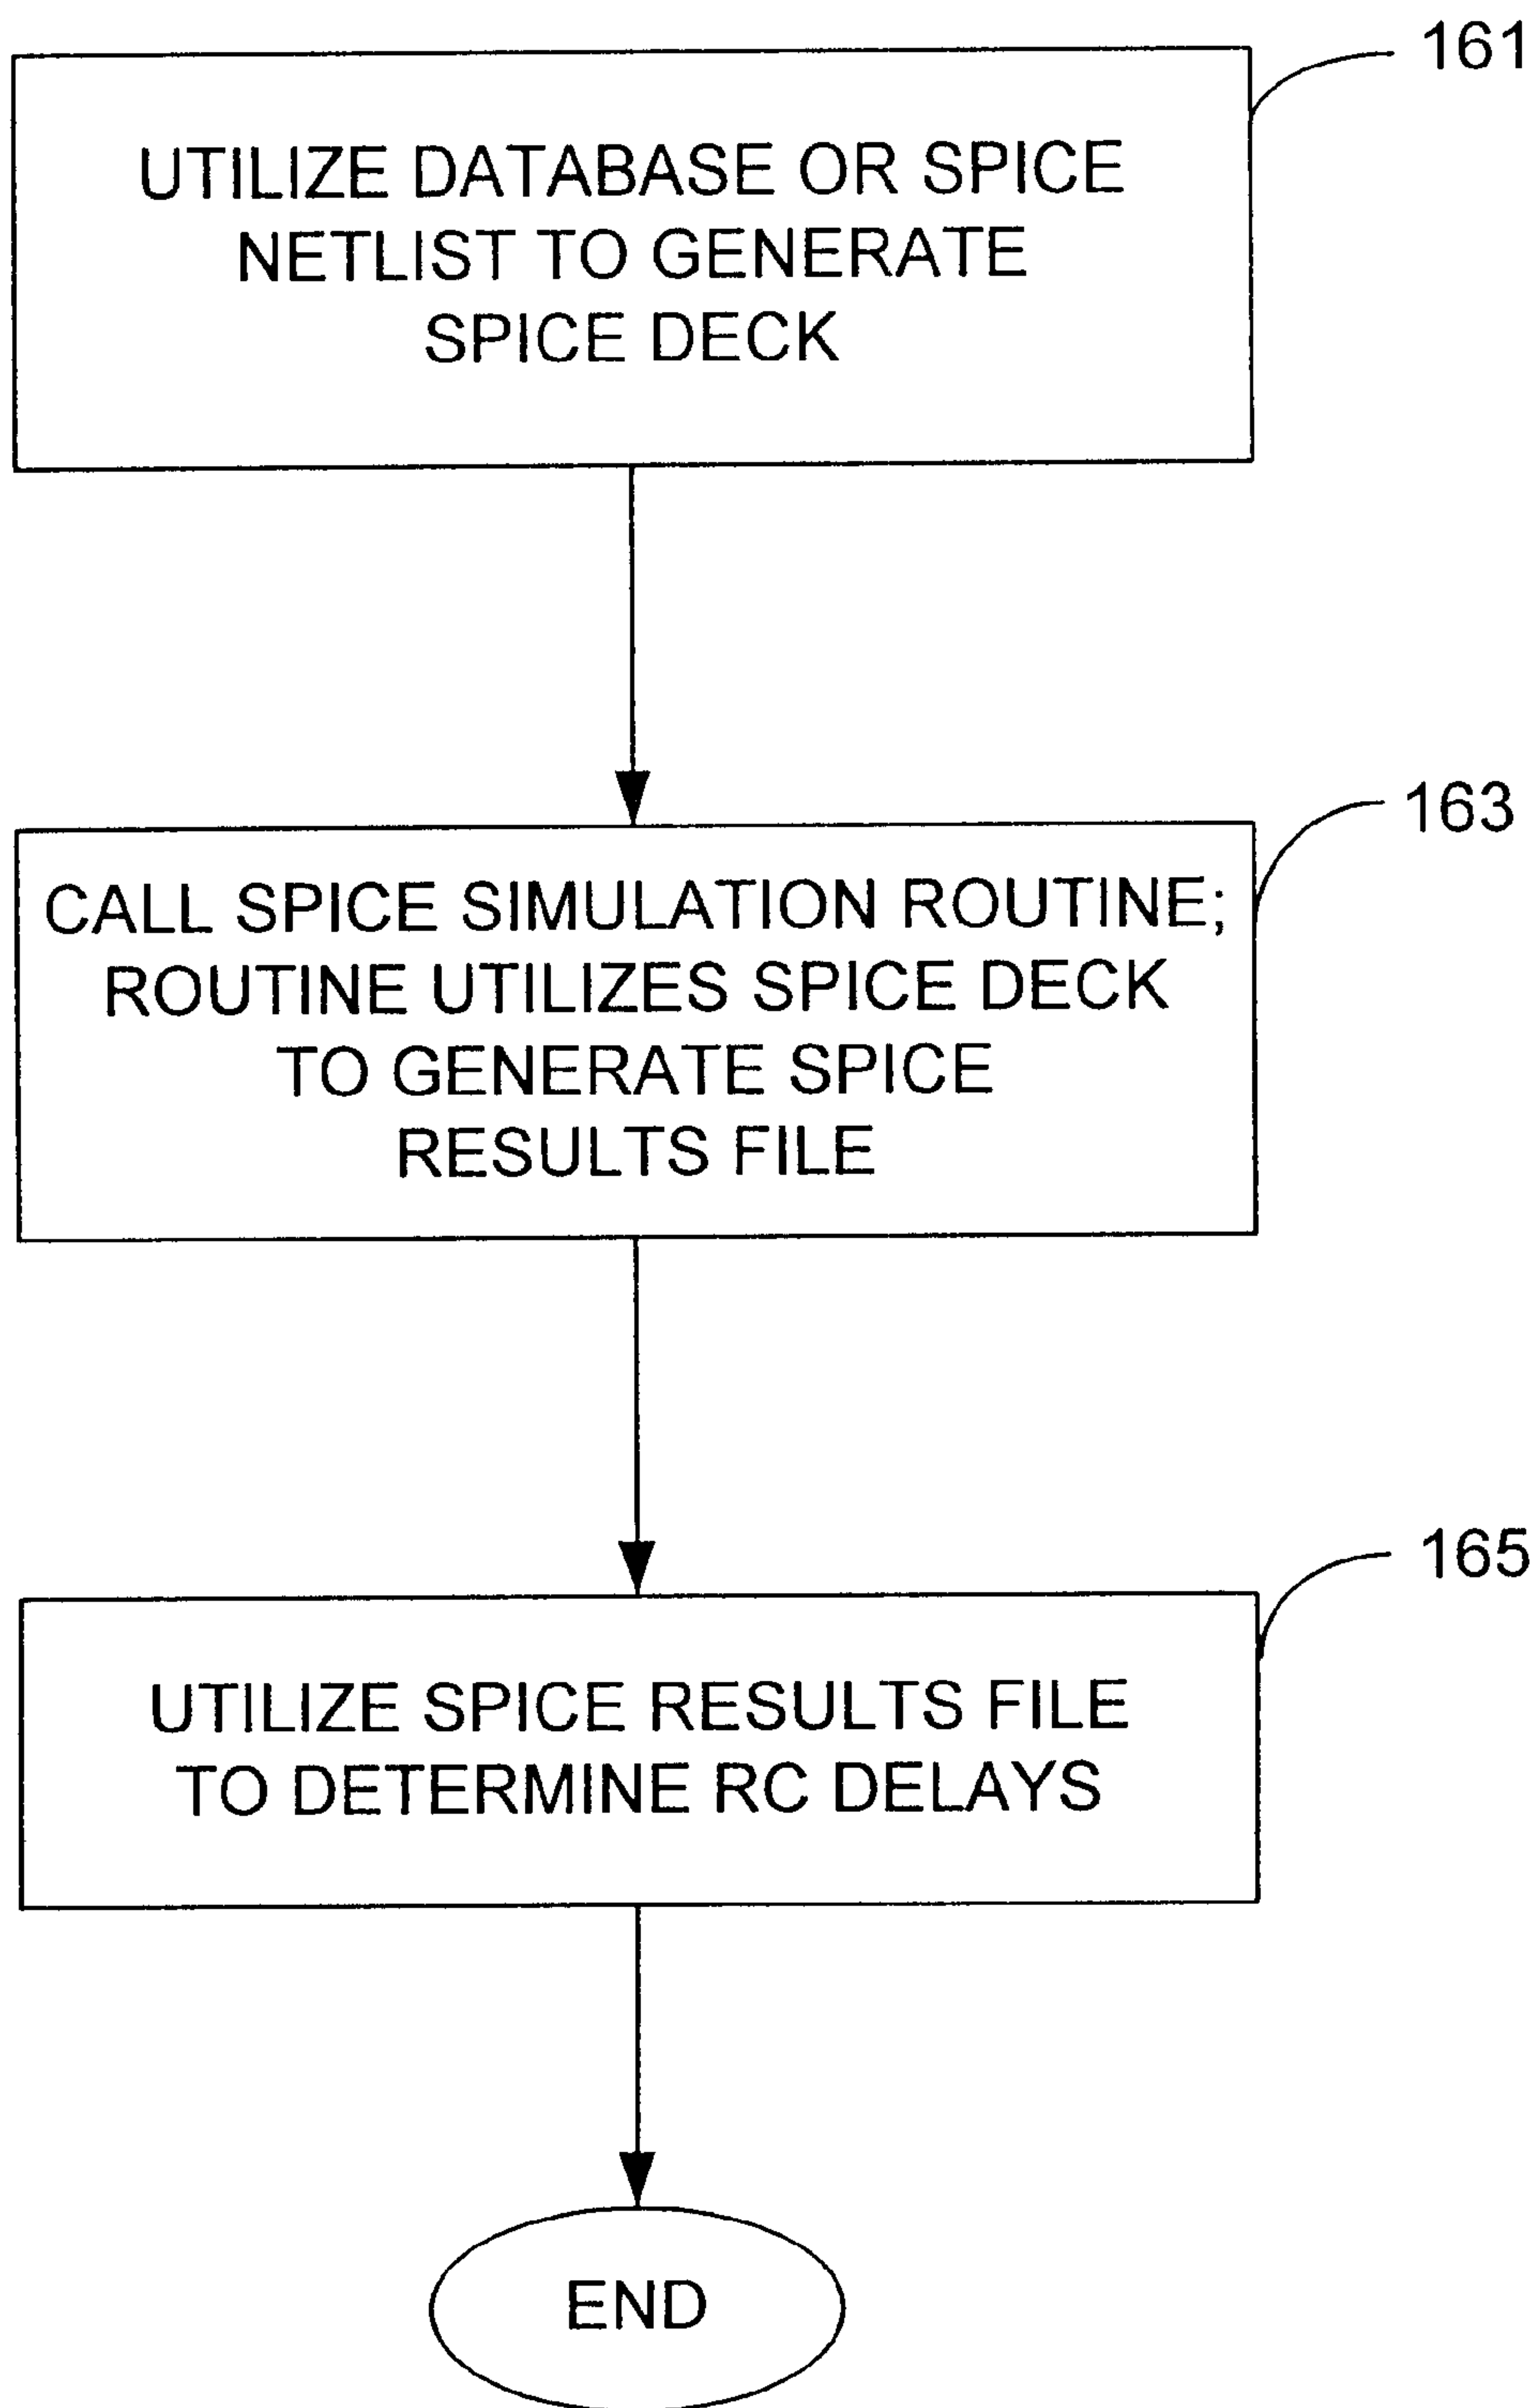 161
UTILIZE DATABASE OR SPICE
NETLIST TO GENERATE
SPICE DECK
163
CALL SPICE SIMULATION ROUTINE;
ROUTINE UTILIZES SPICE DECK
TO GENERATE SPICE
RESULTS FILE
165
UTILIZE SPICE RESULTS FILE
TO DETERMINE RC DELAYS
END